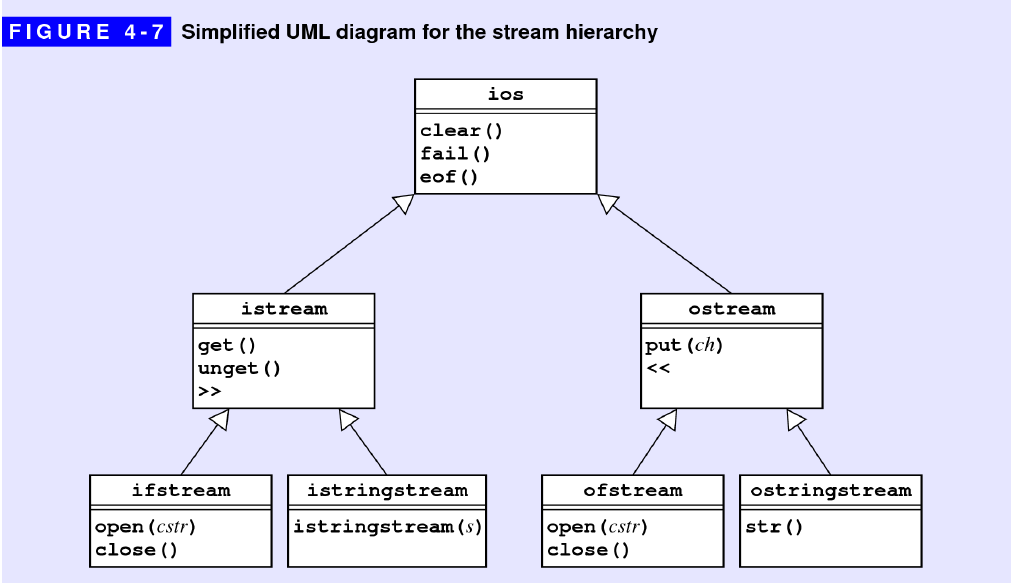 FIGURE 4-7 Simplified UML diagram for the stream hierarchy
ios
clear()
fail()
eof()
istream
get()
unget()
>>
ostream
put(ch)
<<
ifstream
open(cstr)
close()
istringstream
istringstream(s)
ofstream
open(cstr)
close()
ostringstream
str()